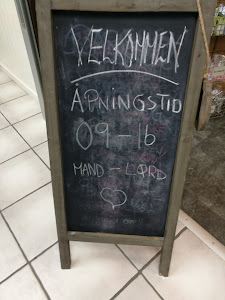 VELKOMMEN
ÅPNINGSTID
09-16
MAND - LØRD